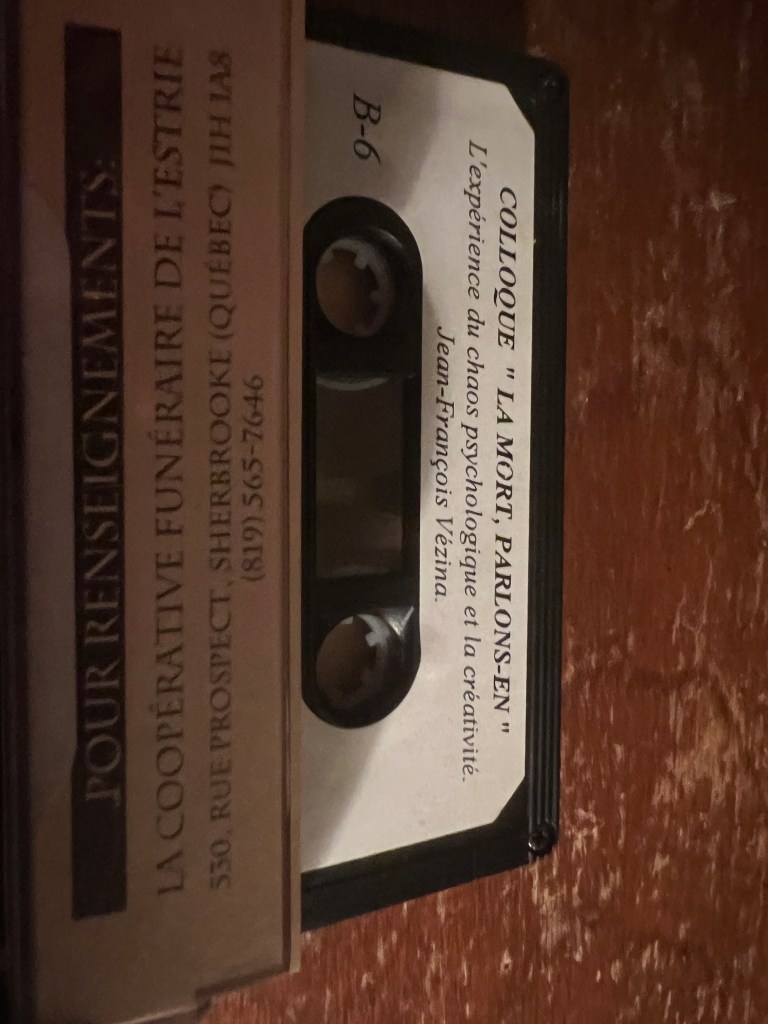 COLLOQUE " LA MORT, PARLONS-EN "
L'expérience du chaos psychologique et la créativité.
Jean-François Vézina.
B-6
POUR RENSEIGNEMENTS:
LA COOPÉRATIVE FUNÉRAIRE DE L'ESTRIE
530, RUE PROSPECT, SHERBROOKE (QUÉBEC) J1H 1A8
(819) 565-7646